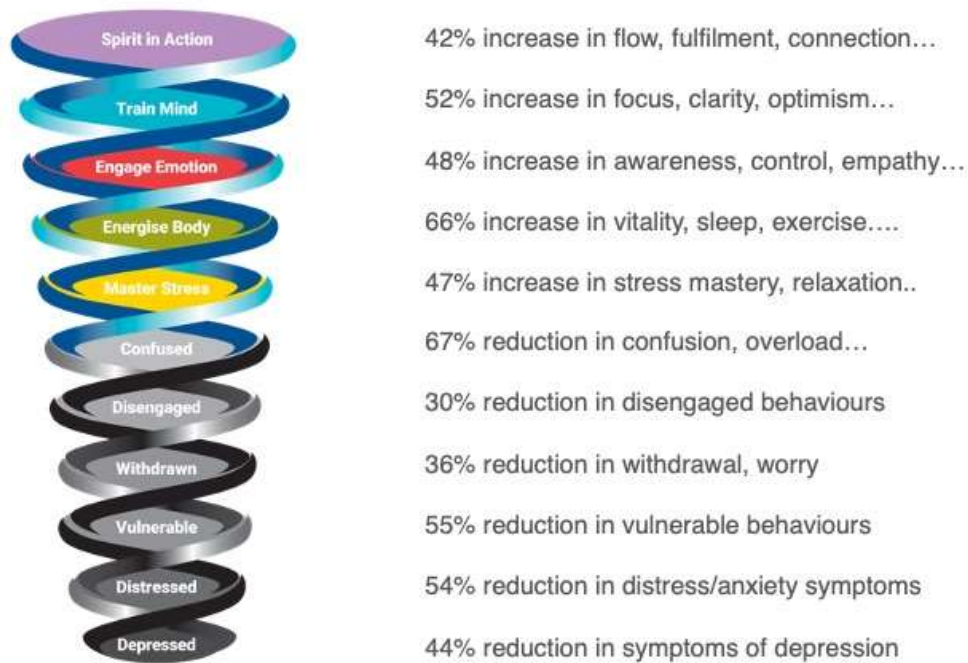 Spirit in Action 42% increase in flow, fulfilment, connection…
Train Mind 52% increase in focus, clarity, optimism…
Engage Emotion 48% increase in awareness, control, empathy…
Energise Body 66% increase in vitality, sleep, exercise….
Master Stress 47% increase in stress mastery, relaxation..
Confused 67% reduction in confusion, overload…
Disengaged 30% reduction in disengaged behaviours
Withdrawn 36% reduction in withdrawal, worry
Vulnerable 55% reduction in vulnerable behaviours
Distressed 54% reduction in distress/anxiety symptoms
Depressed 44% reduction in symptoms of depression